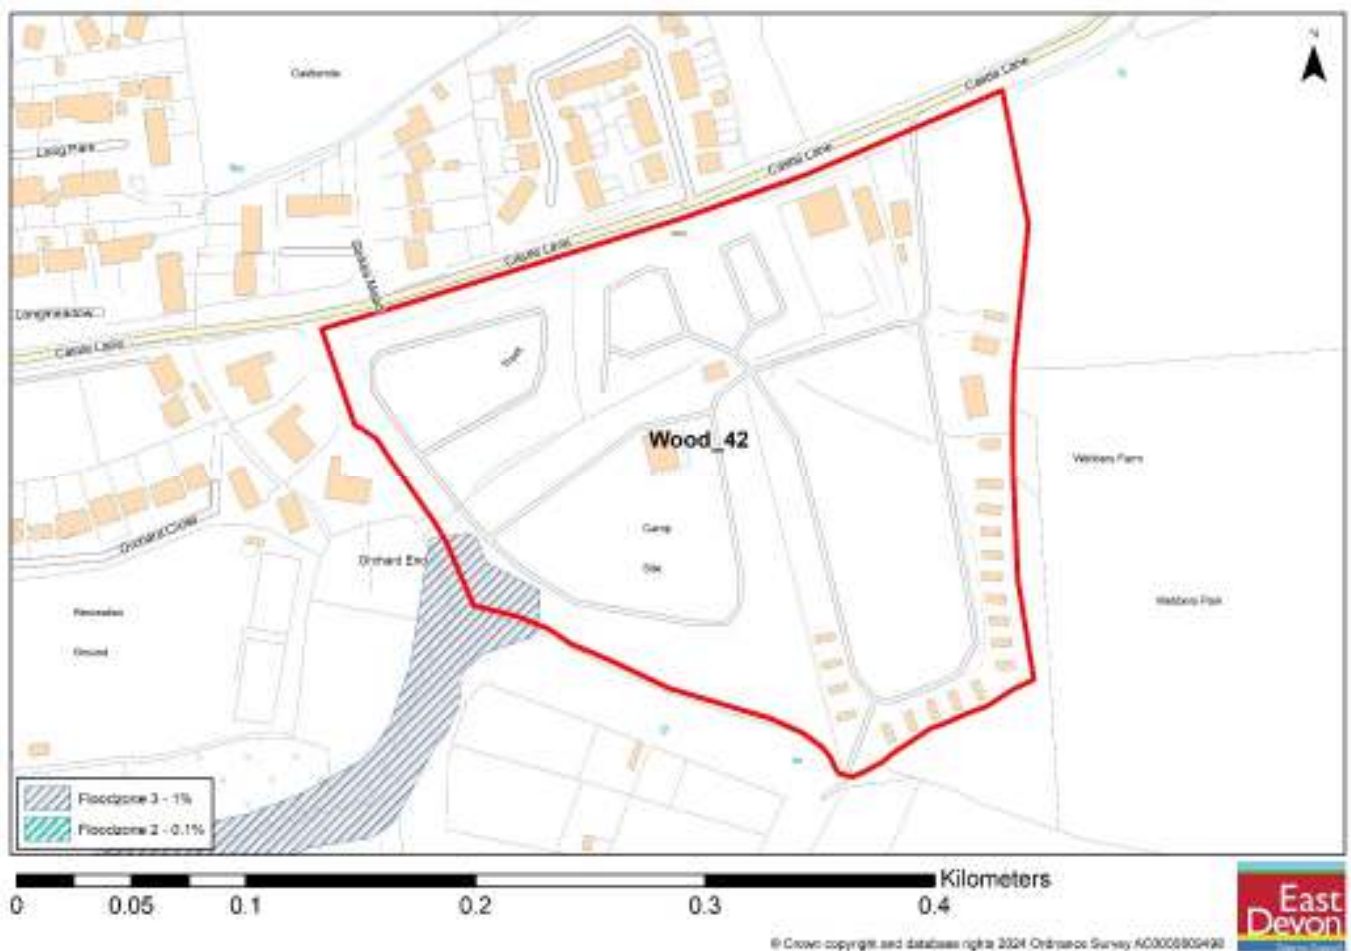 N
Castle Lane
Long Park
Castle Lane
Castle Lane
Longmeadow
Castle Lane
Track
Wood_42
Webbers Farm
Orchard Close
Camp
Site
Orchard End
Recreation
Ground
Webbers Park
Floodzone 3 - 1%
Floodzone 2 - 0.1%
Kilometers
0 0.05 0.1 0.2 0.3 0.4
East
Devon
© Crown copyright and database rights 2024 Ordnance Survey AC0000809498